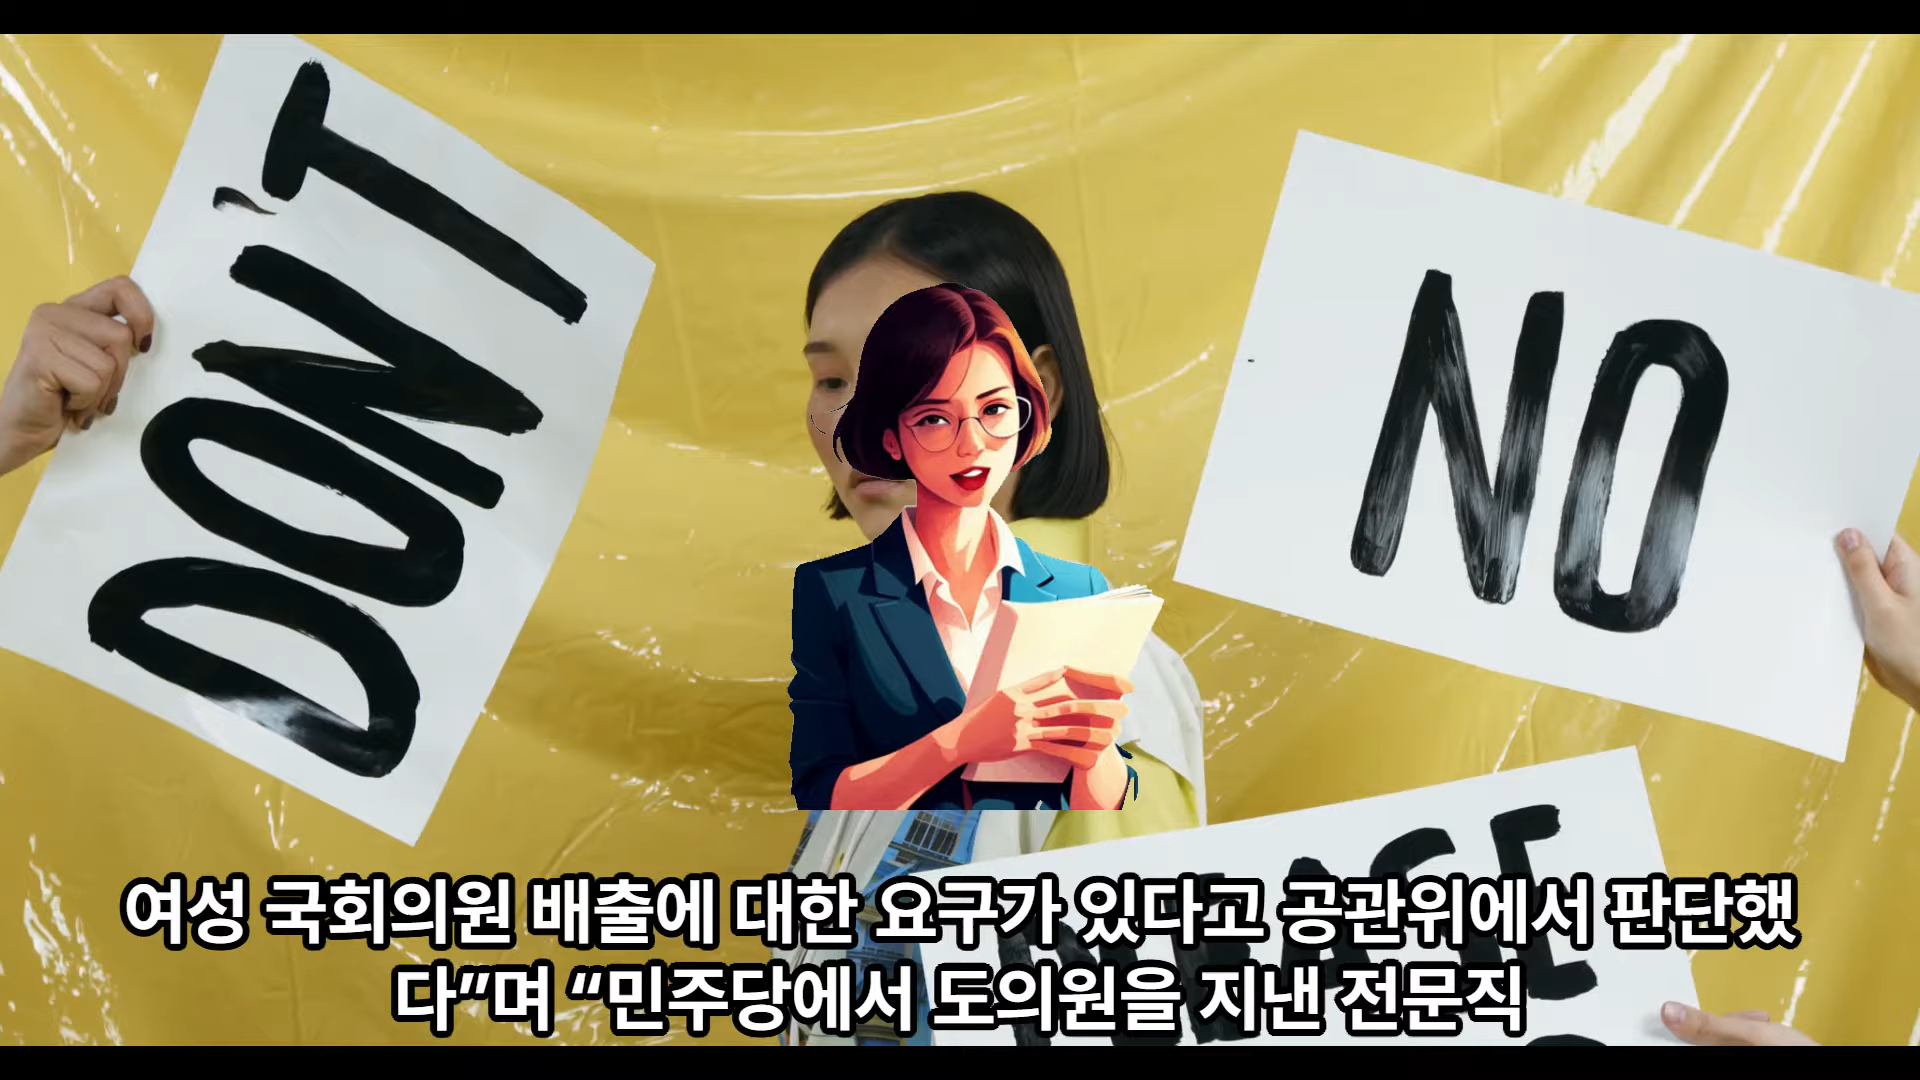 DON'T
NO
PLEASE
여성 국회의원 배출에 대한 요구가 있다고 공관위에서 판단했
다”며 “민주당에서 도의원을 지낸 전문직